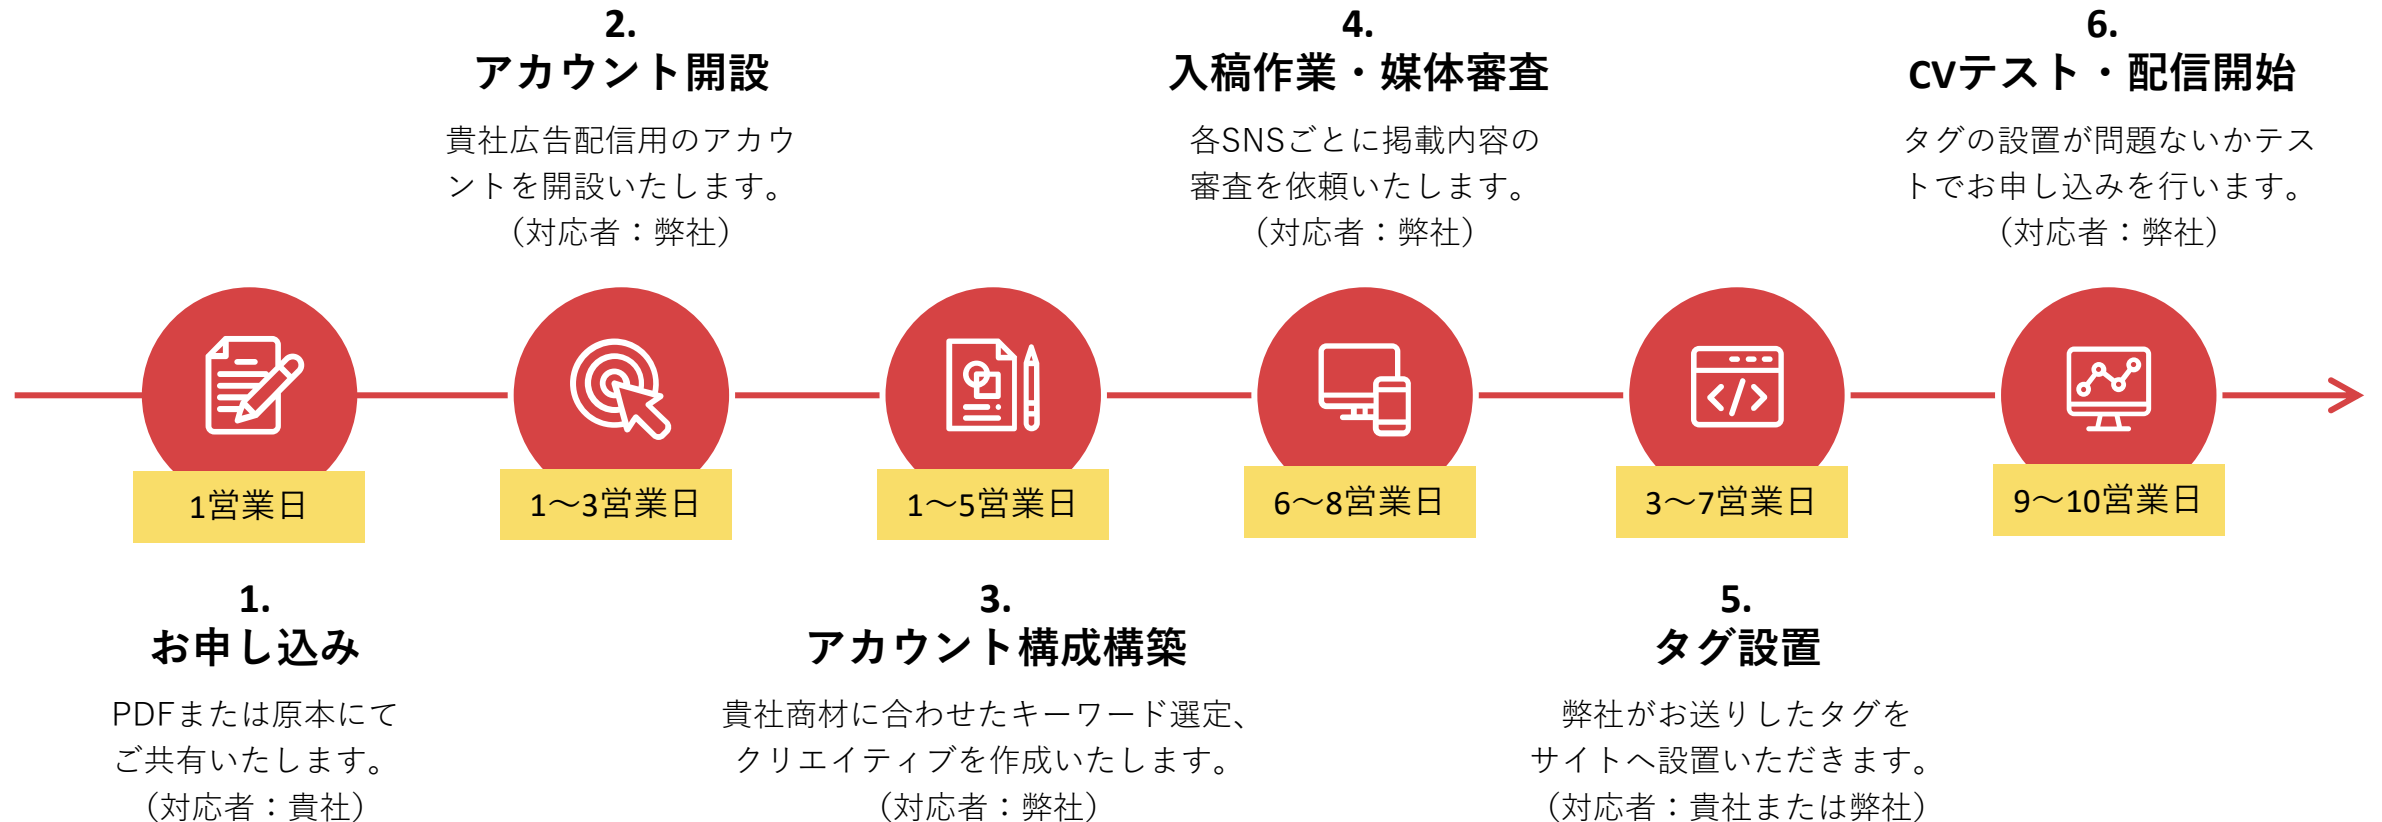 1.
お申し込み
PDFまたは原本にて
ご共有いたします。
（対応者：貴社）
1営業日
2.
アカウント開設
貴社広告配信用のアカウ
ントを開設いたします。
（対応者：弊社）
1～3営業日
3.
アカウント構成構築
貴社商材に合わせたキーワード選定、
クリエイティブを作成いたします。
（対応者：弊社）
1～5営業日
4.
入稿作業・媒体審査
各SNSごとに掲載内容の
審査を依頼いたします。
（対応者：弊社）
6～8営業日
5.
タグ設置
弊社がお送りしたタグを
サイトへ設置いただきます。
（対応者：貴社または弊社）
3～7営業日
6.
CVテスト・配信開始
タグの設置が問題ないかテス
トでお申し込みを行います。
（対応者：弊社）
9～10営業日